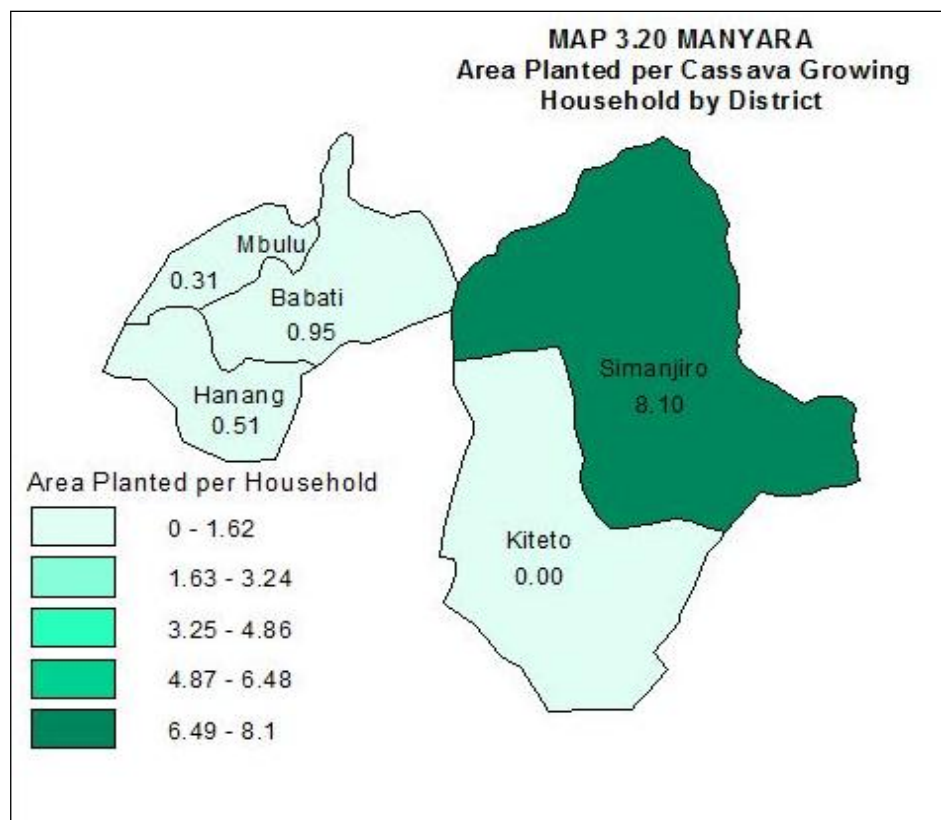 MAP 3.20 MANYARA
Area Planted per Cassava Growing
Household by District
Mbulu
0.31
Babati
0.95
Hanang
0.51
Simanjiro
8.10
Kiteto
0.00
Area Planted per Household
0 - 1.62
1.63 - 3.24
3.25 - 4.86
4.87 - 6.48
6.49 - 8.1